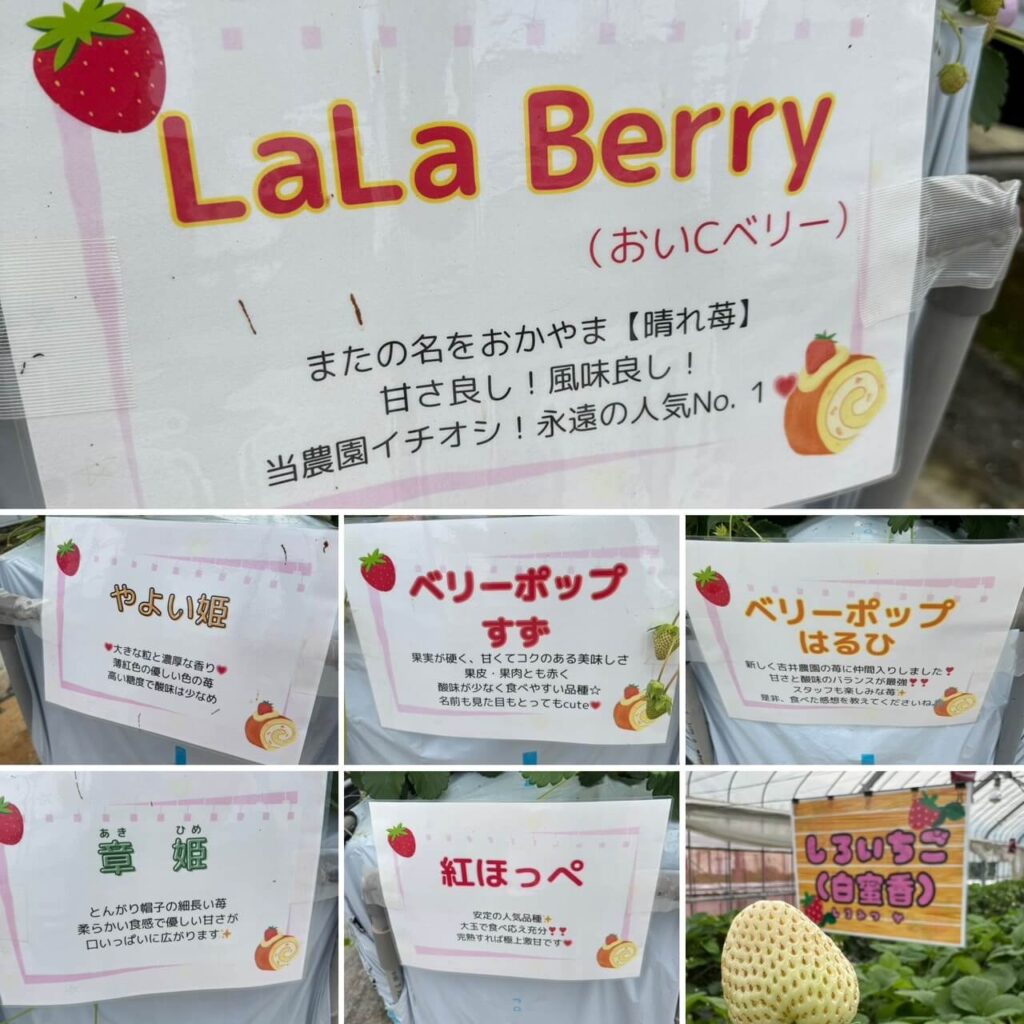 LaLa Berry
（おいCベリー）
またの名をおかやま【晴れ苺】
甘さ良し！風味良し！
当農園イチオシ！永遠の人気No. 1
やよい姫
♥大きな粒と濃厚な香り♥
薄紅色の優しい色の苺
高い糖度で酸味は少なめ
ベリーポップ
すず
果実が硬く、甘くてコクのある美味しさ
果皮・果肉とも赤く
酸味が少なく食べやすい品種☆
名前も見た目もとってもcute♥
ベリーポップ
はるひ
新しく吉井農園の苺に仲間入りしました❣
甘さと酸味のバランスが最強❣❣
スタッフも楽しみな苺✨
是非、食べた感想を教えてくださいね。
あき ひめ
章 姫
とんがり帽子の細長い苺
柔らかい食感で優しい甘さが
口いっぱいに広がります✨
紅ほっぺ
安定の人気品種✨
大玉で食べ応え充分❣❣
完熟すれば極上激甘です♥
しろいちご
（白蜜香）